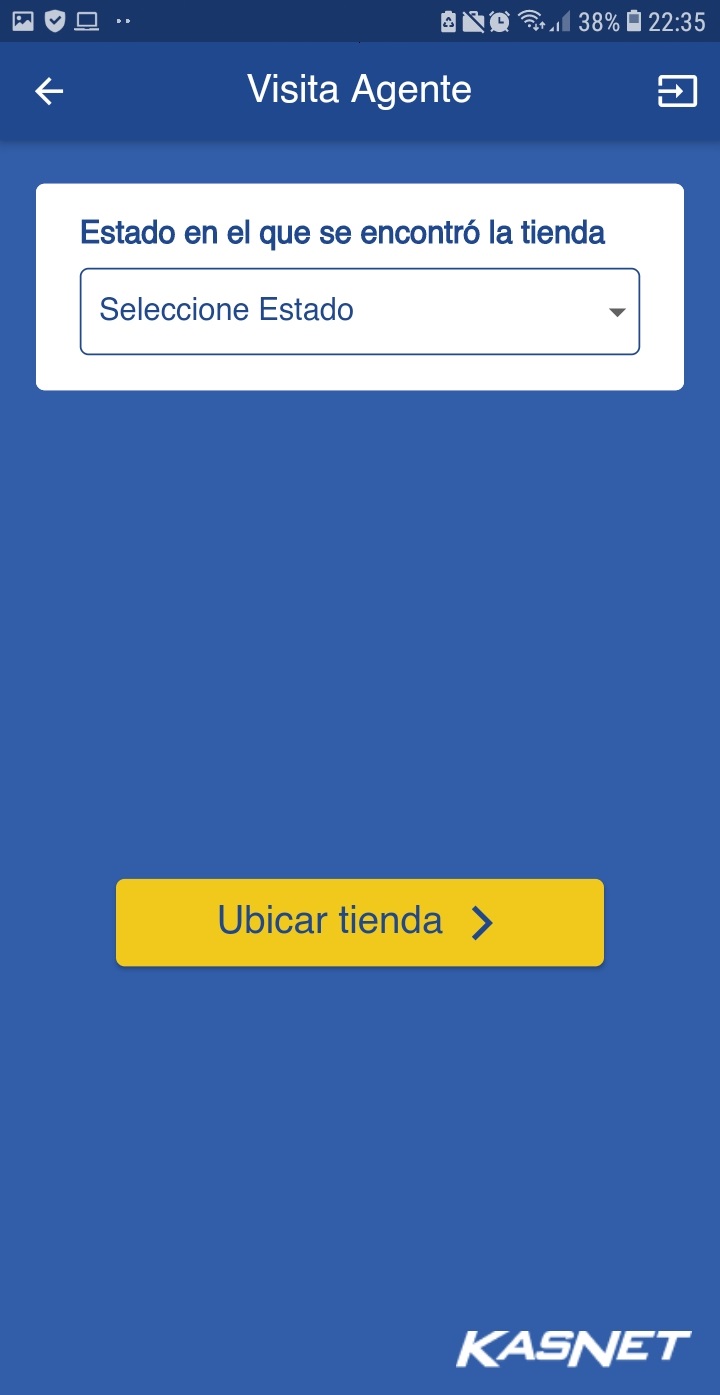 38% 22:35
Visita Agente
Estado en el que se encontró la tienda
Seleccione Estado
Ubicar tienda
KASNET